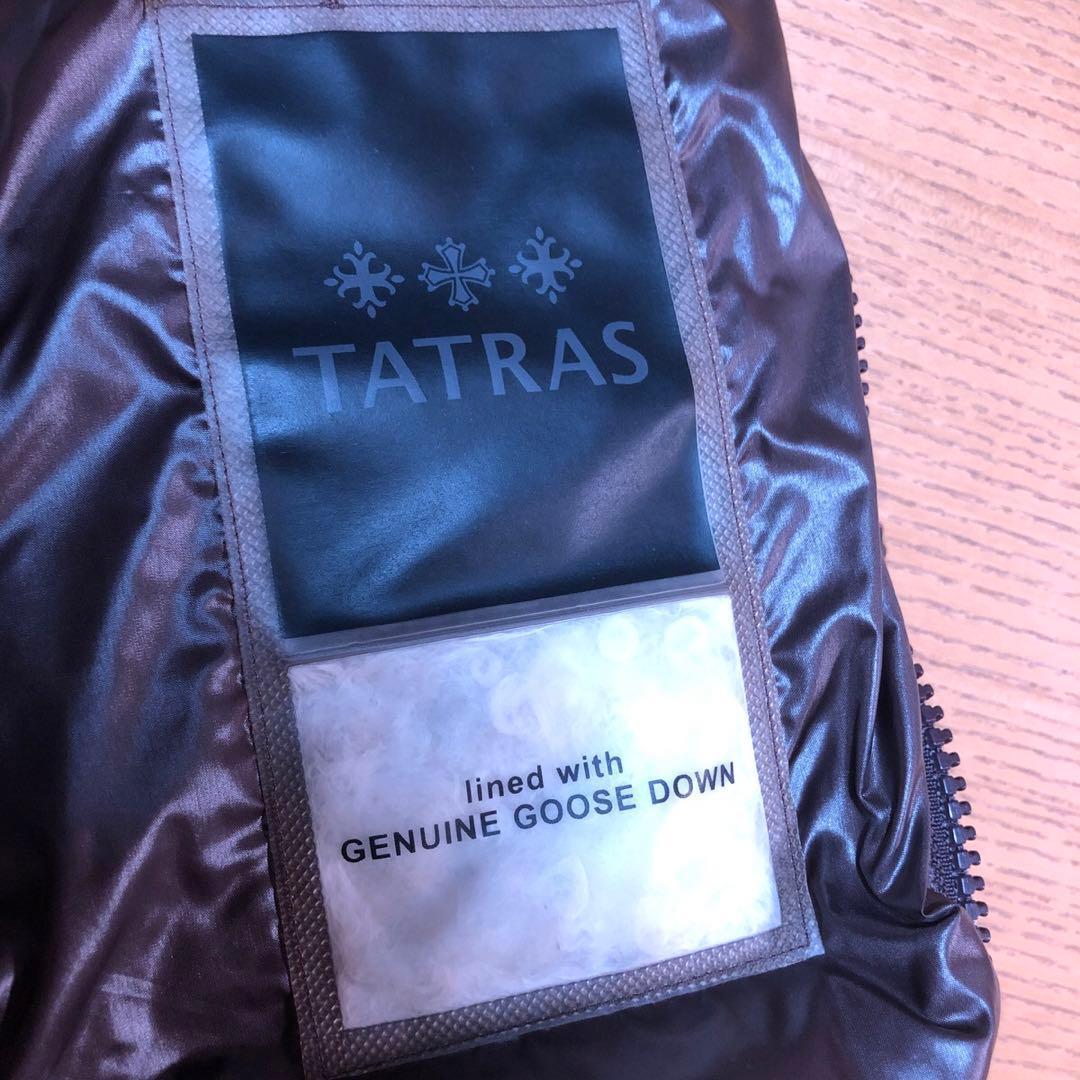 TATRAS
lined with
GENUINE GOOSE DOWN